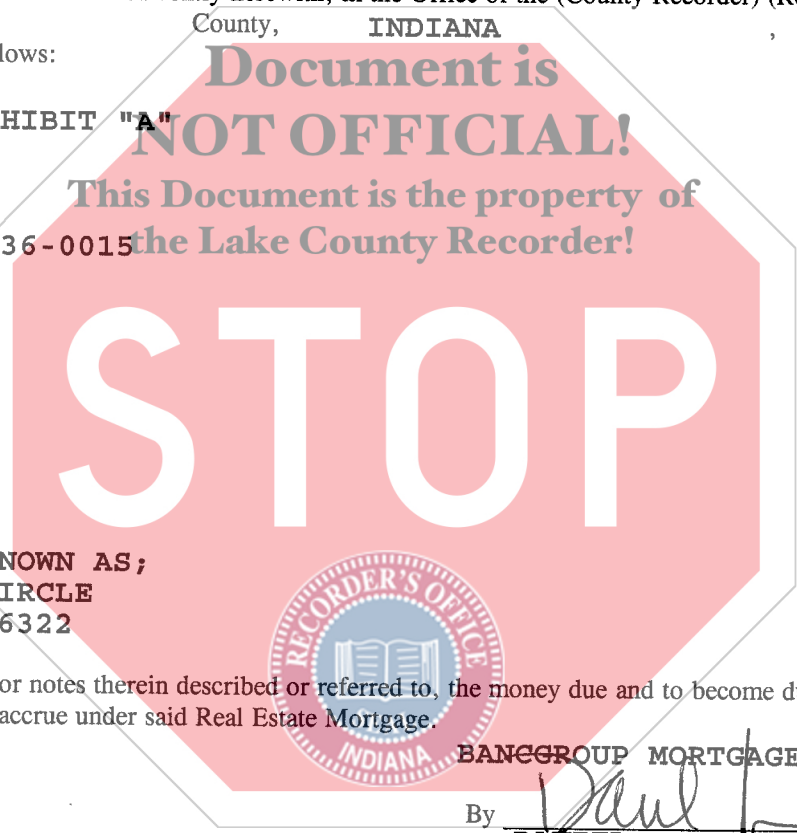 County, INDIANA ,
lows:
Document is
HIBIT "A"
NOT OFFICIAL!
This Document is the property of
36-0015
the Lake County Recorder!
STOP
NOWN AS;
IRCLE
6322
RECORDER'S OFFICE
INDIANA
or notes therein described or referred to, the money due and to become d
accrue under said Real Estate Mortgage.
BANCGROUP MORTGAGE
By